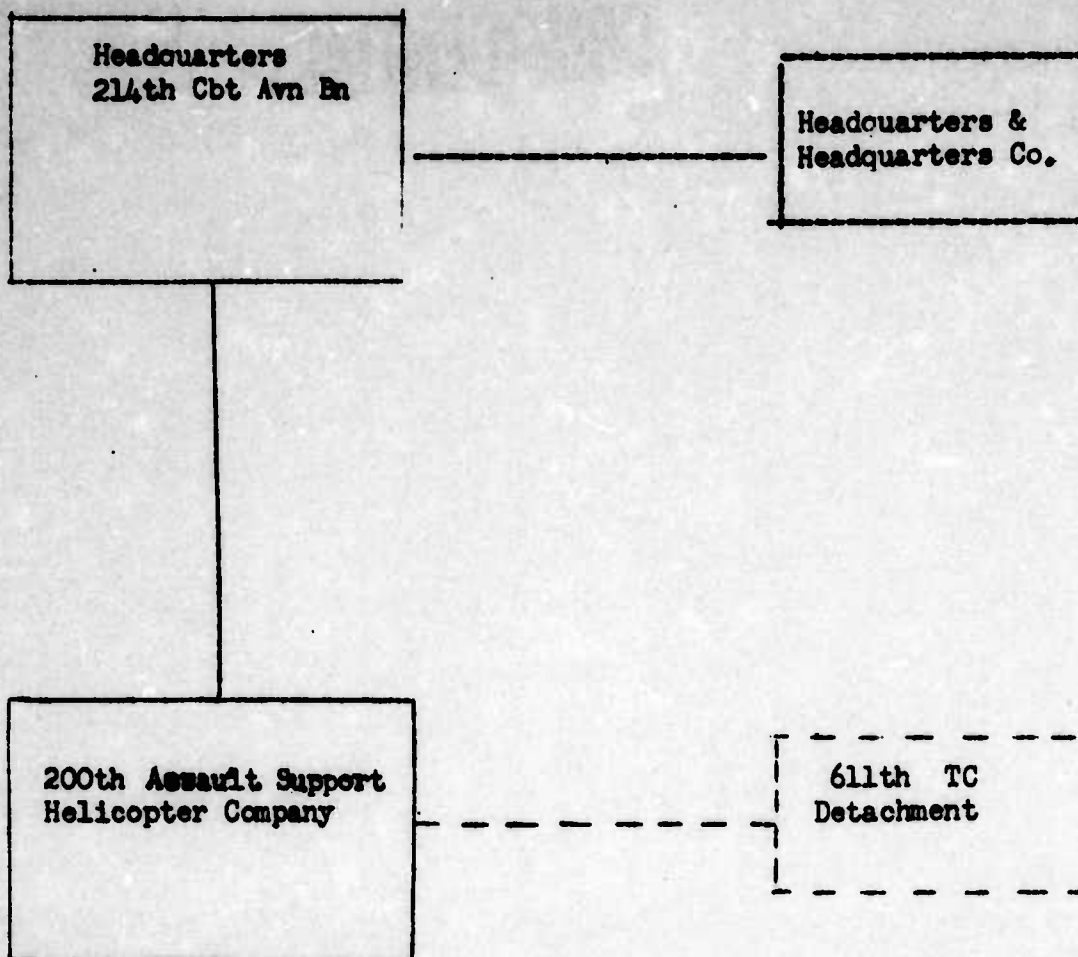 Headquarters
214th Cbt Avn Bn
Headquarters &
Headquarters Co.
200th Assault Support
Helicopter Company
611th TC
Detachment